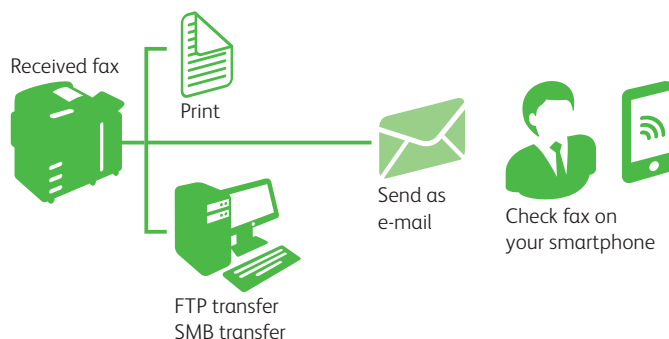 Received fax
Print
Send as
e-mail
Check fax on
your smartphone
FTP transfer
SMB transfer